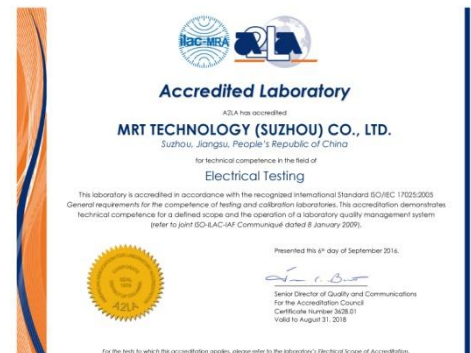 ilac-MRA
A2LA
Accredited Laboratory
A2LA has accredited
MRT TECHNOLOGY (SUZHOU) CO., LTD.
Suzhou, Jiangsu, People's Republic of China
for technical competence in the field of
Electrical Testing
This laboratory is accredited in accordance with the recognized International Standard ISO/IEC 17025:2005
General requirements for the competence of testing and calibration laboratories. This accreditation demonstrates
technical competence for a defined scope and the operation of a laboratory quality management system
(refer to joint ISO-ILAC-IAF Communiqué dated 8 January 2009).
Presented this 6th day of September 2016.
Senior Director of Quality and Communications
For the Accreditation Council
Certificate Number 3628.01
Valid to August 31, 2018
A2LA
For the tests to which this accreditation applies, please refer to the laboratory's Electrical Scope of Accreditation.